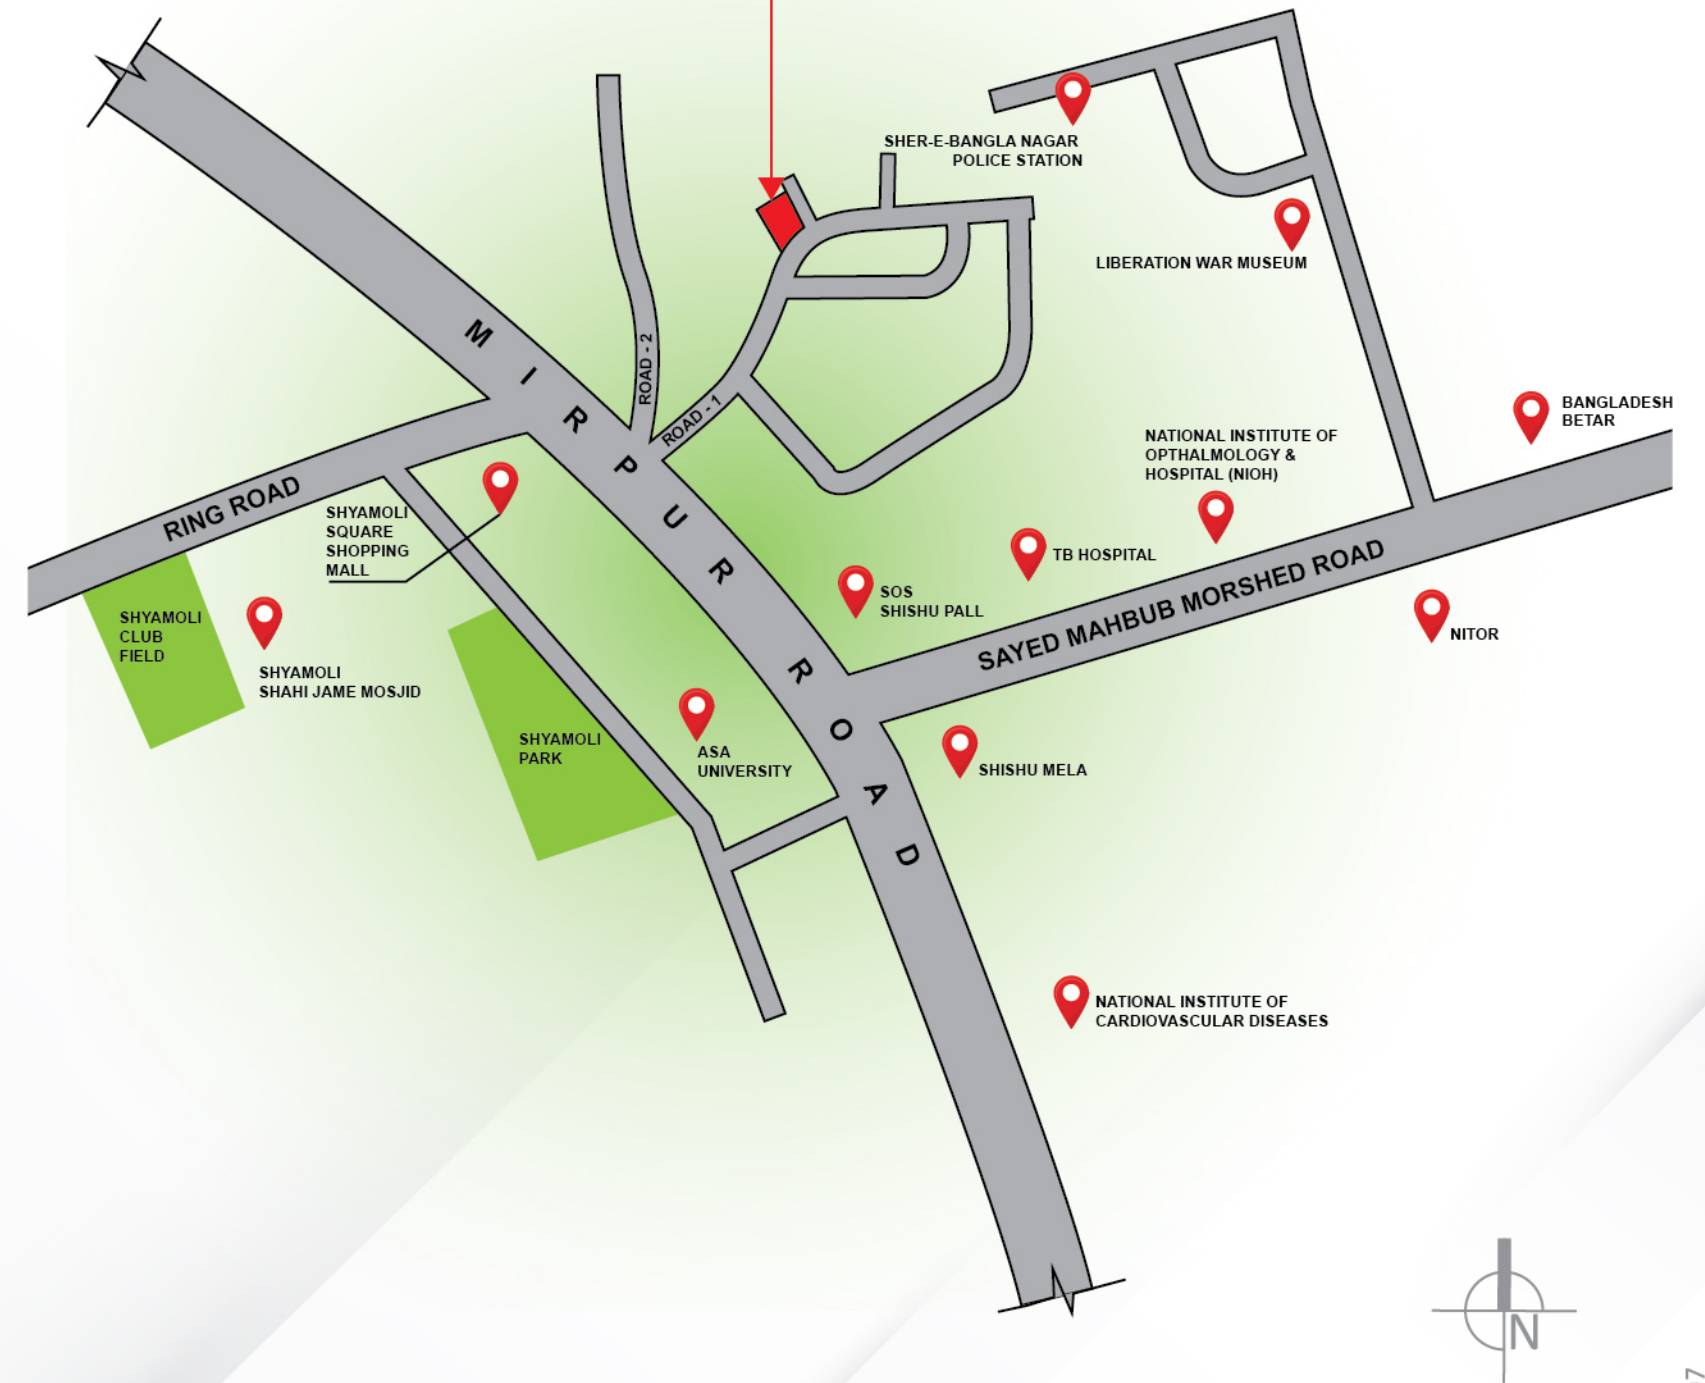 SHER-E-BANGLA NAGAR
POLICE STATION
LIBERATION WAR MUSEUM
MIRPUR ROAD
ROAD - 2
ROAD - 1
BANGLADESH
BETAR
NATIONAL INSTITUTE OF
OPTHALMOLOGY &
HOSPITAL (NIOH)
RING ROAD
SHYAMOLI
SQUARE
SHOPPING
MALL
TB HOSPITAL
SOS
SHISHU PALL
SAYED MAHBUB MORSHED ROAD
NITOR
SHYAMOLI
CLUB
FIELD
SHYAMOLI
SHAHI JAME MOSJID
SHYAMOLI
PARK
ASA
UNIVERSITY
SHISHU MELA
NATIONAL INSTITUTE OF
CARDIOVASCULAR DISEASES
N